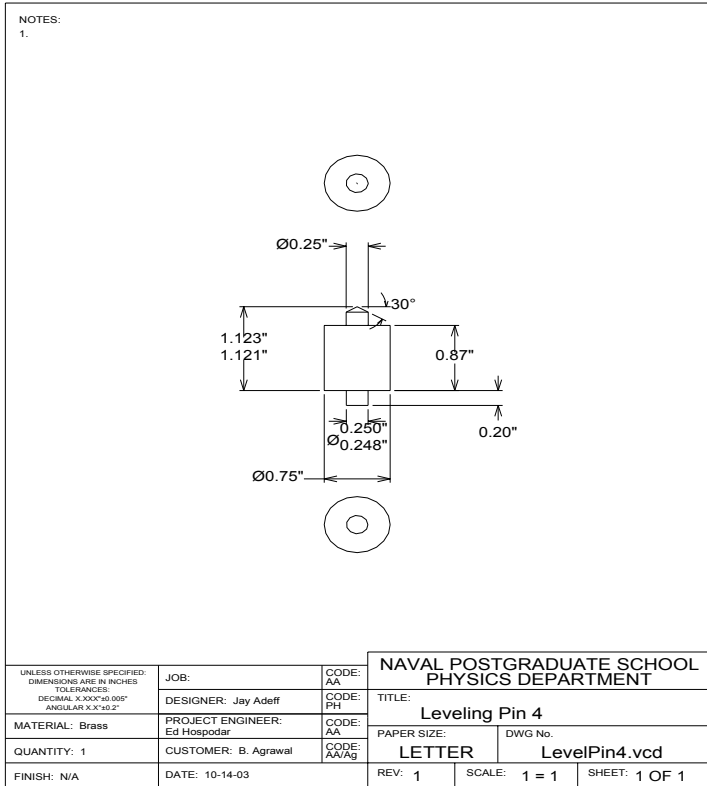 NOTES:
1.
Ø0.25"
30°
1.123"
1.121"
0.87"
0.250"
Ø0.248"
0.20"
Ø0.75"
UNLESS OTHERWISE SPECIFIED:
DIMENSIONS ARE IN INCHES
TOLERANCES:
DECIMAL X.XXX"±0.005"
ANGULAR X.X"±0.2"
MATERIAL: Brass
QUANTITY: 1
FINISH: N/A
JOB:
CODE:
AA
DESIGNER: Jay Adeff
CODE:
PH
PROJECT ENGINEER:
Ed Hospodar
CODE:
AA
CUSTOMER: B. Agrawal
CODE:
AA/Ag
DATE: 10-14-03
NAVAL POSTGRADUATE SCHOOL
PHYSICS DEPARTMENT
TITLE:
Leveling Pin 4
PAPER SIZE:
LETTER
DWG No.
LevelPin4.vcd
REV: 1
SCALE: 1 = 1
SHEET: 1 OF 1